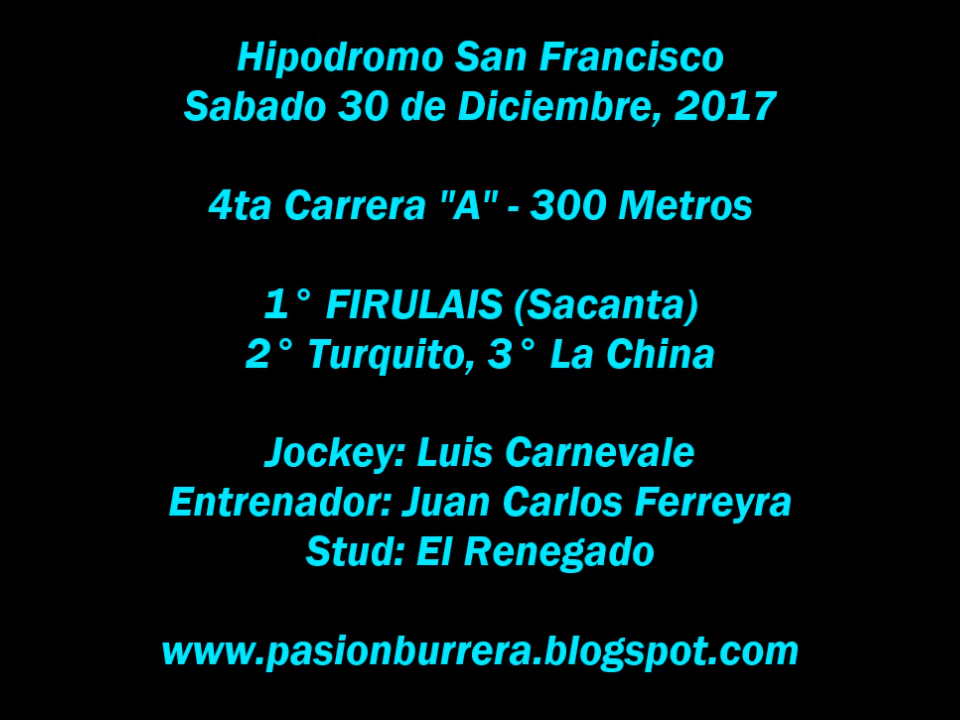 Hipodromo San Francisco
Sabado 30 de Diciembre, 2017
4ta Carrera "A" - 300 Metros
1° FIRULAIS (Sacanta)
2° Turquito, 3° La China
Jockey: Luis Carnevale
Entrenador: Juan Carlos Ferreyra
Stud: El Renegado
www.pasionburrera.blogspot.com